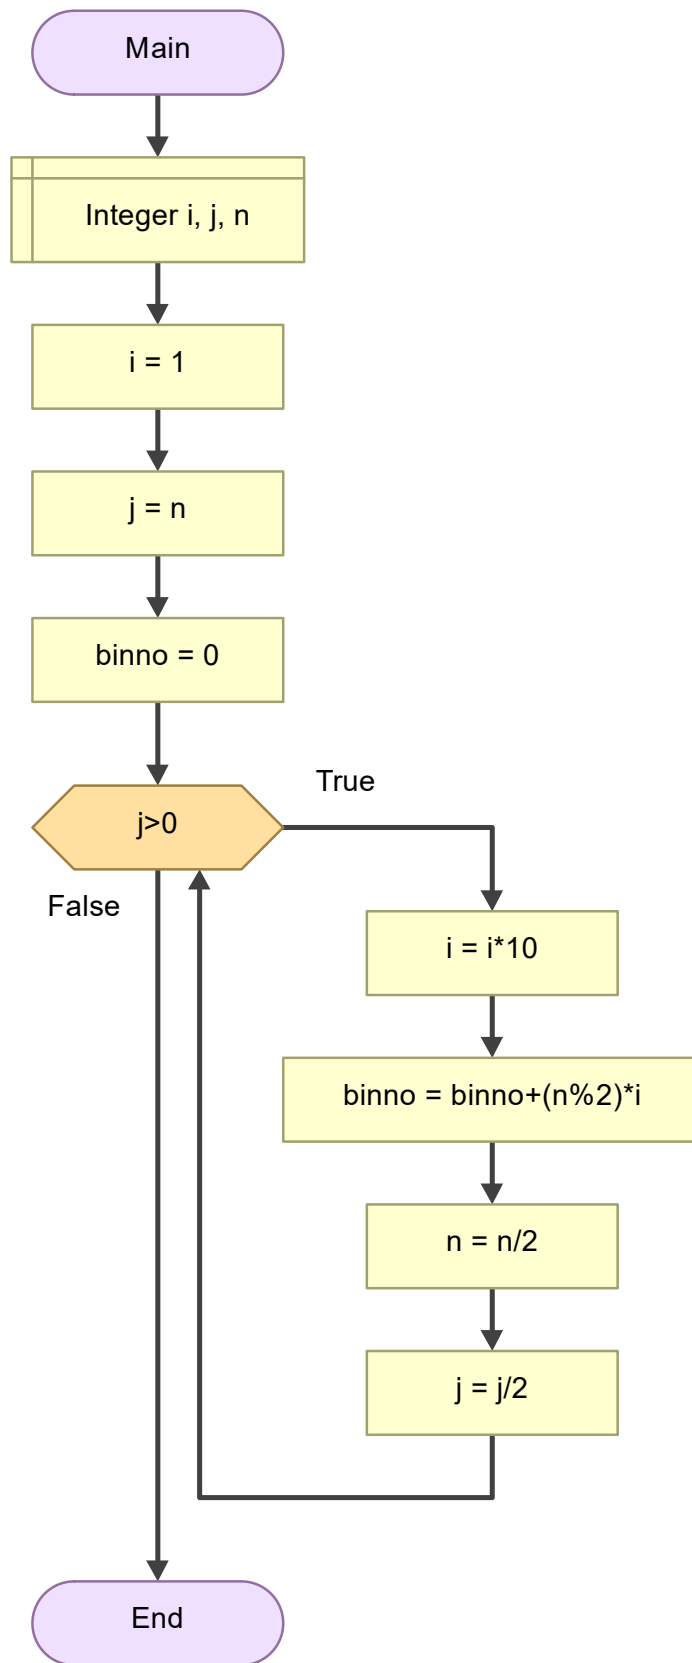 Main
Integer i, j, n
i = 1
j = n
binno = 0
j>0
True
False
i = i*10
binno = binno+(n%2)*i
n = n/2
j = j/2
End